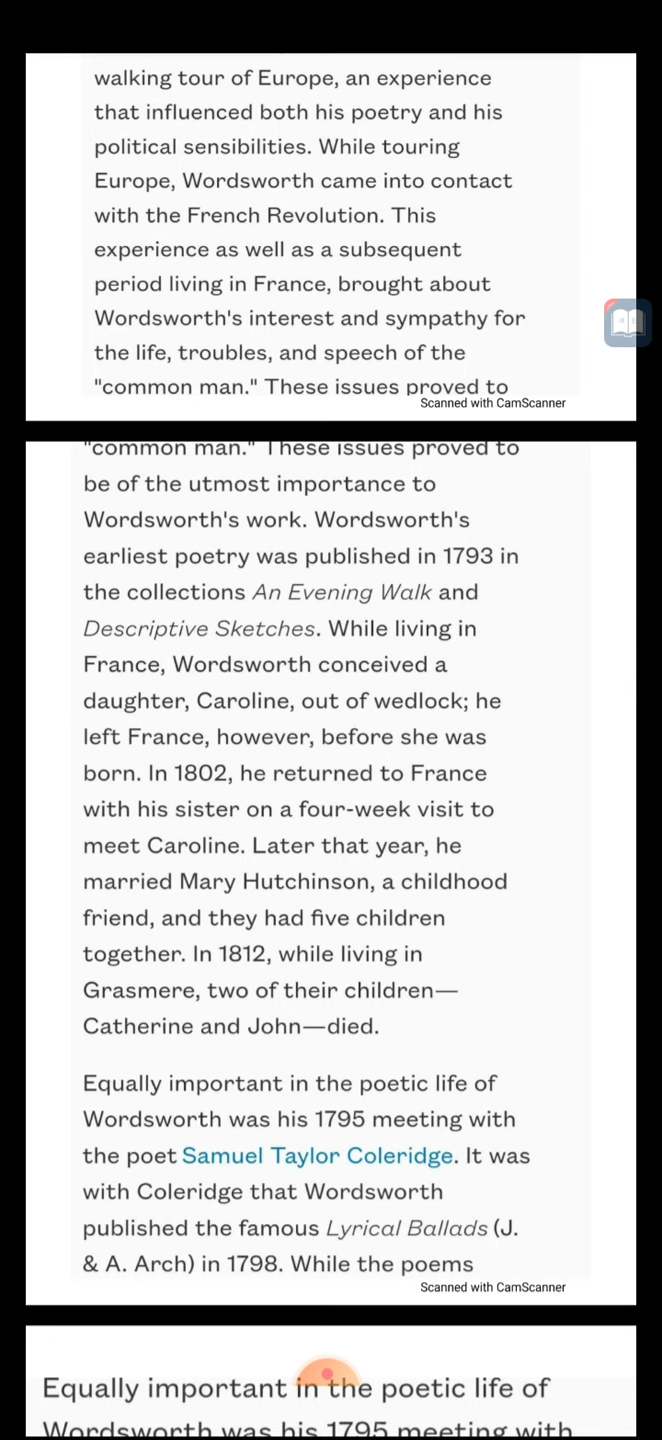 walking tour of Europe, an experience
that influenced both his poetry and his
political sensibilities. While touring
Europe, Wordsworth came into contact
with the French Revolution. This
experience as well as a subsequent
period living in France, brought about
Wordsworth's interest and sympathy for
the life, troubles, and speech of the
"common man." These issues proved to
Scanned with CamScanner
"common man." These issues proved to
be of the utmost importance to
Wordsworth's work. Wordsworth's
earliest poetry was published in 1793 in
the collections An Evening Walk and
Descriptive Sketches. While living in
France, Wordsworth conceived a
daughter, Caroline, out of wedlock; he
left France, however, before she was
born. In 1802, he returned to France
with his sister on a four-week visit to
meet Caroline. Later that year, he
married Mary Hutchinson, a childhood
friend, and they had five children
together. In 1812, while living in
Grasmere, two of their children—
Catherine and John—died.
Equally important in the poetic life of
Wordsworth was his 1795 meeting with
the poet Samuel Taylor Coleridge. It was
with Coleridge that Wordsworth
published the famous Lyrical Ballads (J.
& A. Arch) in 1798. While the poems
Scanned with CamScanner
Equally important in the poetic life of
Wordsworth was his 1795 meeting with